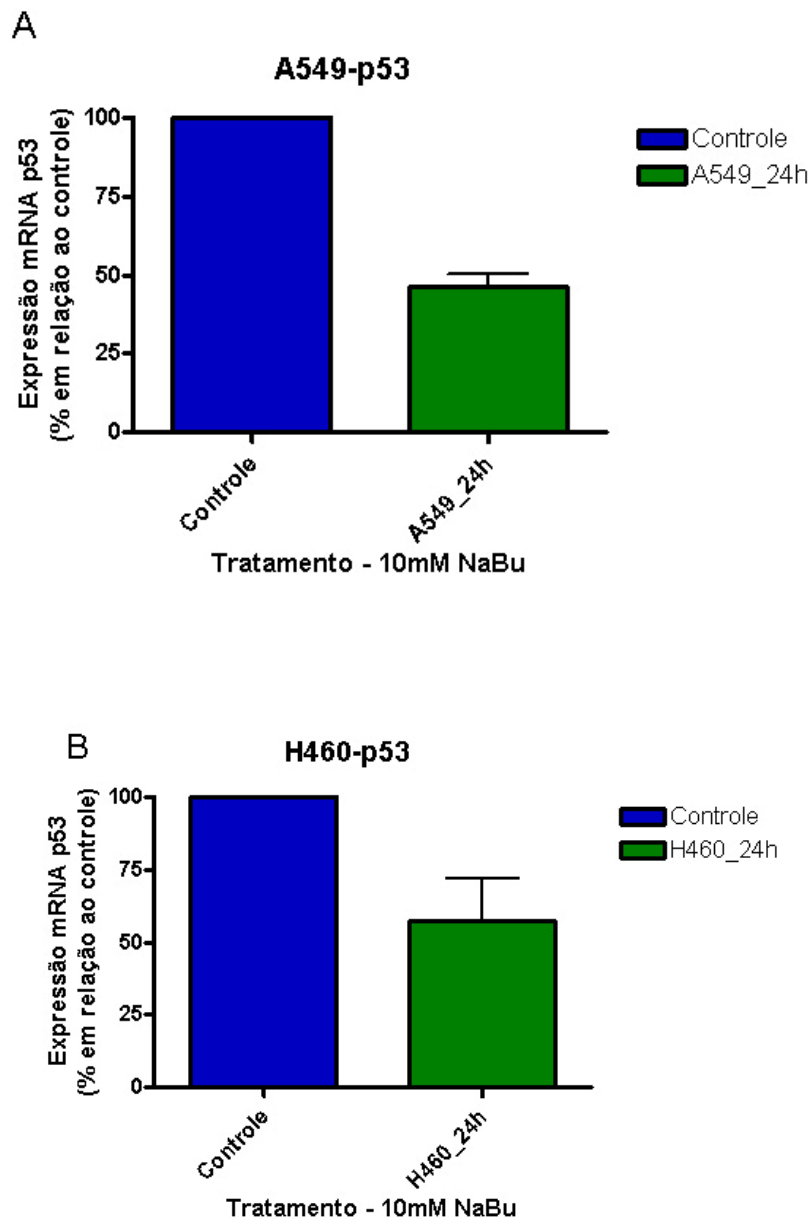 A
A549-p53
Expressão mRNA p53
(% em relação ao controle)
100
75
50
25
0
Controle
A549_24h
Tratamento - 10mM NaBu
Controle
A549_24h
B
H460-p53
Expressão mRNA p53
(% em relação ao controle)
100
75
50
25
0
Controle
H460_24h
Tratamento - 10mM NaBu
Controle
H460_24h